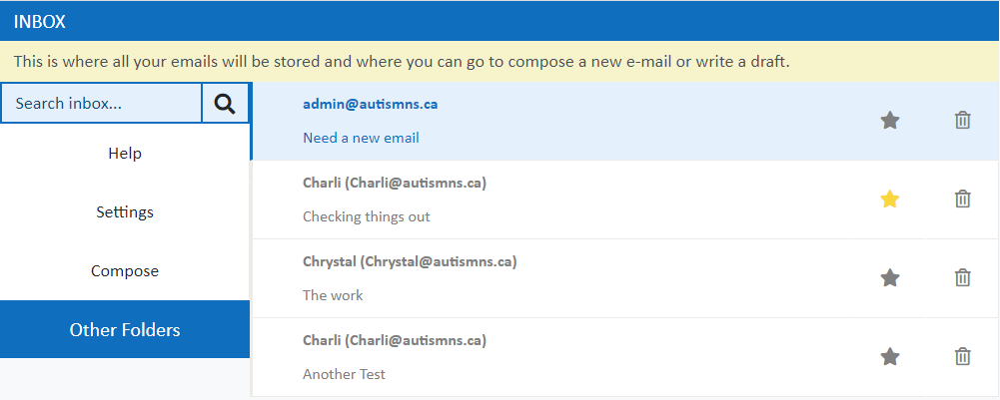 INBOX
This is where all your emails will be stored and where you can go to compose a new e-mail or write a draft.
Search inbox...
Help
Settings
Compose
Other Folders
admin@autismns.ca
Need a new email
Charli (Charli@autismns.ca)
Checking things out
Chrystal (Chrystal@autismns.ca)
The work
Charli (Charli@autismns.ca)
Another Test